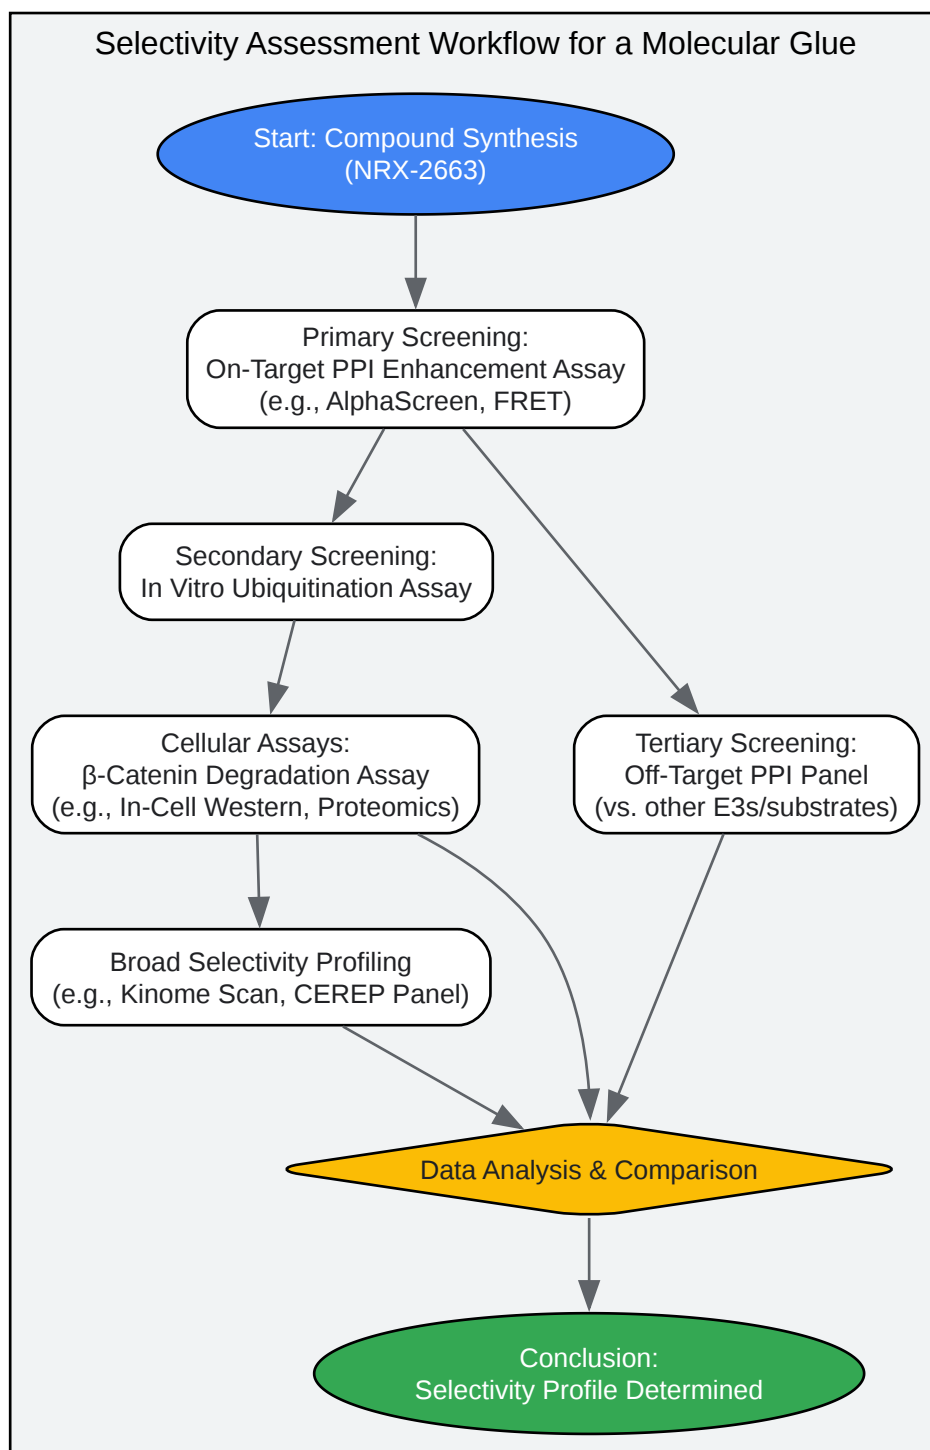 Selectivity Assessment Workflow for a Molecular Glue
Start: Compound Synthesis
(NRX-2663)
Primary Screening:
On-Target PPI Enhancement Assay
(e.g., AlphaScreen, FRET)
Secondary Screening:
In Vitro Ubiquitination Assay
Cellular Assays:
β-Catenin Degradation Assay
(e.g., In-Cell Western, Proteomics)
Tertiary Screening:
Off-Target PPI Panel
(vs. other E3s/substrates)
Broad Selectivity Profiling
(e.g., Kinome Scan, CEREP Panel)
Data Analysis & Comparison
Conclusion:
Selectivity Profile Determined